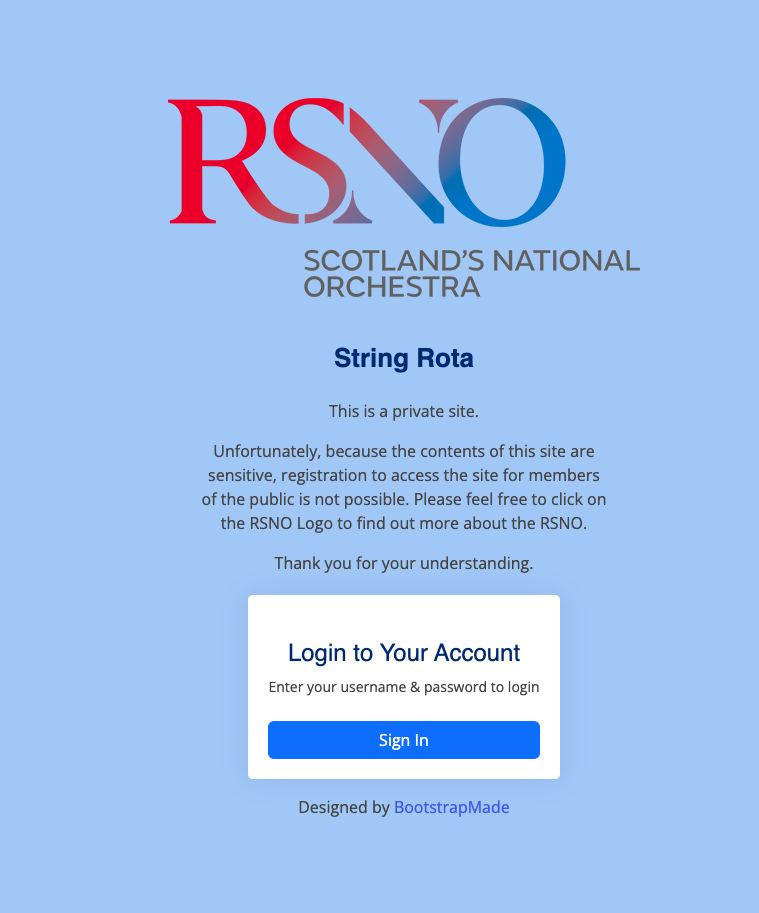 RSNO
SCOTLAND'S NATIONAL
ORCHESTRA
String Rota
This is a private site.
Unfortunately, because the contents of this site are
sensitive, registration to access the site for members
of the public is not possible. Please feel free to click on
the RSNO Logo to find out more about the RSNO.
Thank you for your understanding.
Login to Your Account
Enter your username & password to login
Sign In
Designed by BootstrapMade